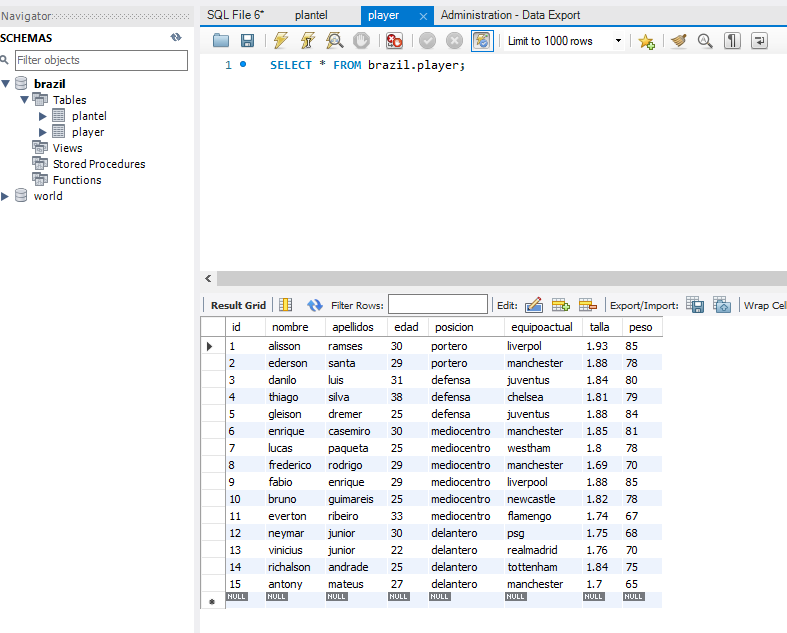 Navigator
SQL File 6* plantel player Administration - Data Export
SCHEMAS
Limit to 1000 rows
Filter objects
1 SELECT * FROM brazil.player;
brazil
Tables
plantel
player
Views
Stored Procedures
Functions
world
Result Grid Filter Rows: Edit: Export/Import: Wrap Cel
id nombre apellidos edad posicion equipoactual talla peso
1 alisson ramses 30 portero liverpol 1.93 85
2 ederson santa 29 portero manchester 1.88 78
3 danilo luis 31 defensa juventus 1.84 80
4 thiago silva 38 defensa chelsea 1.81 79
5 gleison dremer 25 defensa juventus 1.88 84
6 enrique casemiro 30 mediocentro manchester 1.85 81
7 lucas paqueta 25 mediocentro westham 1.8 78
8 frederico rodrigo 29 mediocentro manchester 1.69 70
9 fabio enrique 29 mediocentro liverpool 1.88 85
10 bruno guimareis 25 mediocentro newcastle 1.82 78
11 everton ribeiro 33 mediocentro flamengo 1.74 67
12 neymar junior 30 delantero psg 1.75 68
13 vinicius junior 22 delantero realmadrid 1.76 70
14 richalson andrade 25 delantero tottenham 1.84 75
15 antony mateus 27 delantero manchester 1.7 65
NULL NULL NULL NULL NULL NULL NULL NULL